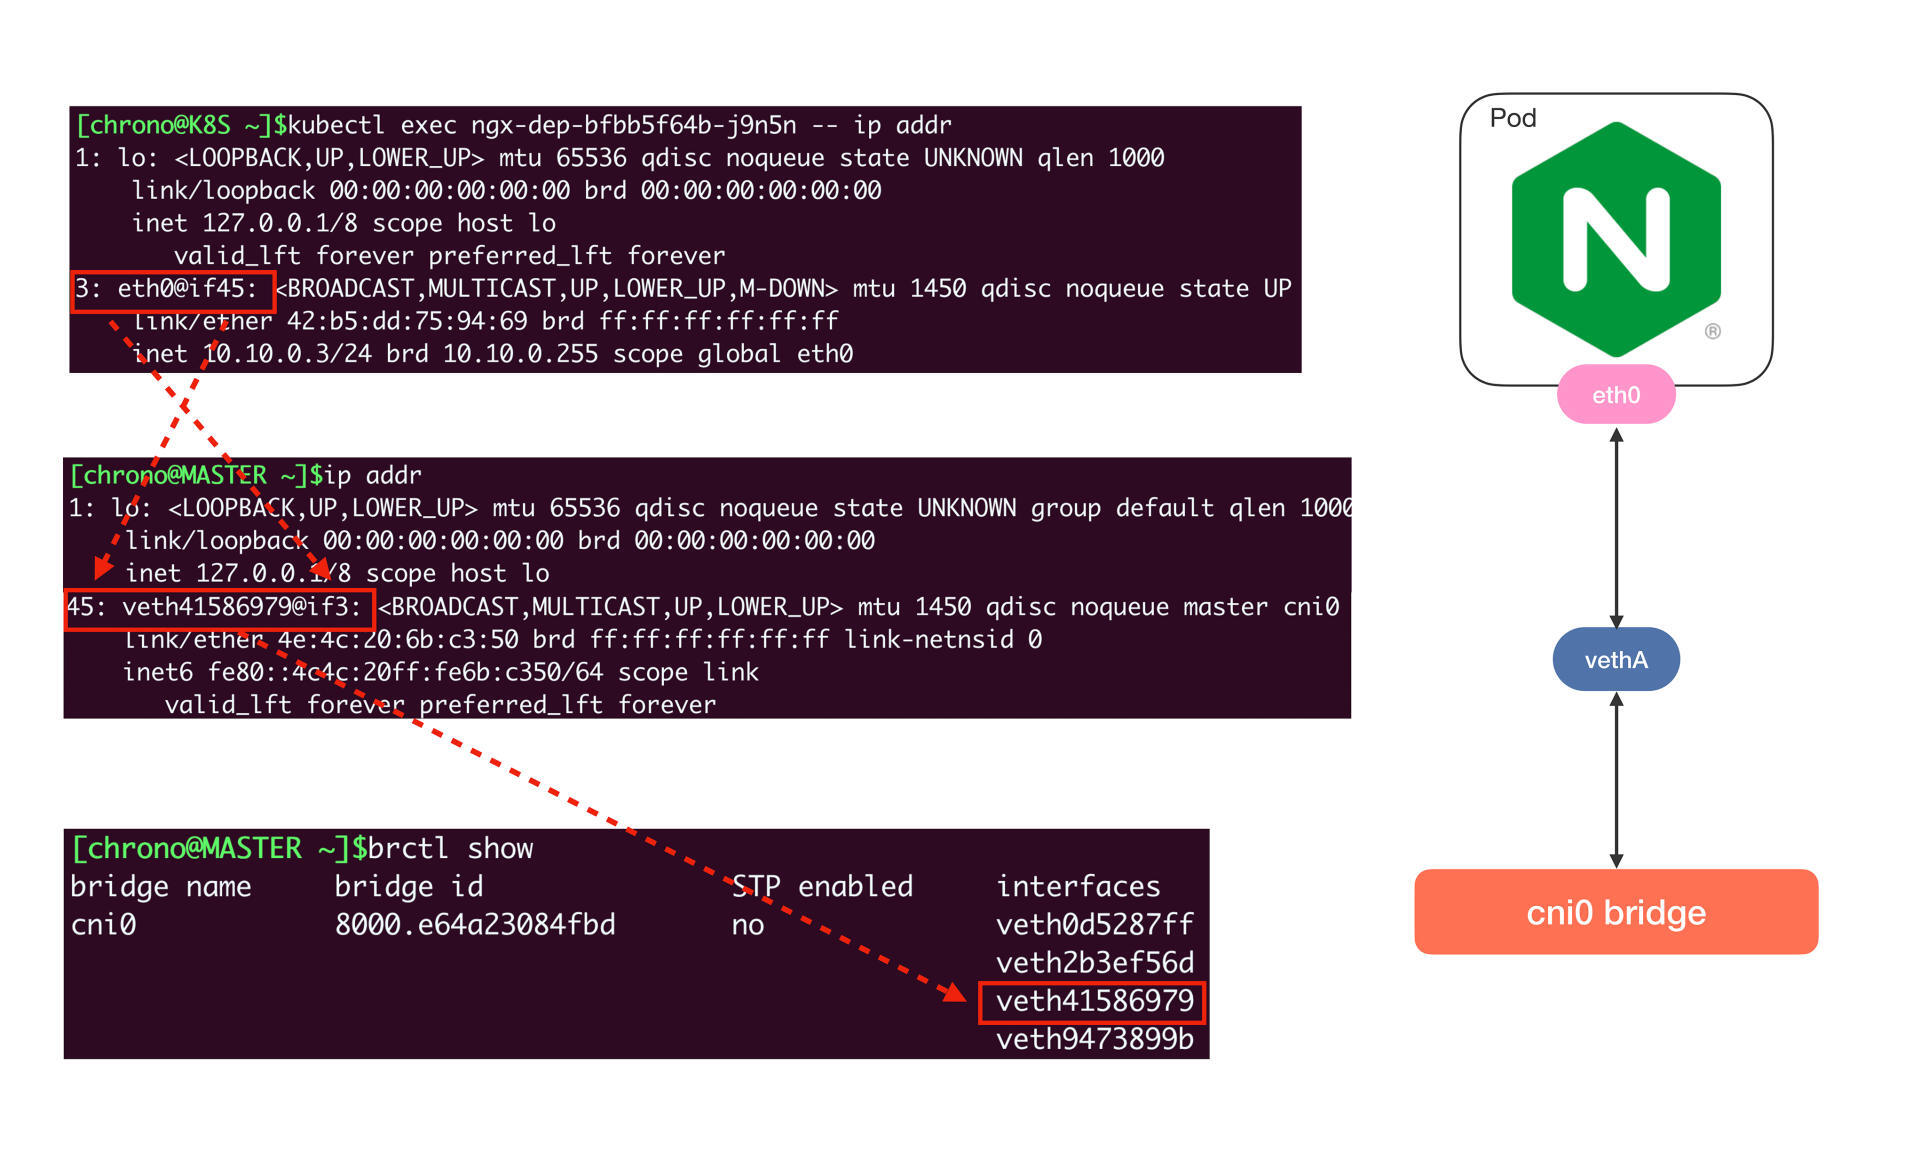 [chrono@K8S ~]$kubectl exec ngx-dep-bfbb5f64b-j9n5n -- ip addr
1: lo: <LOOPBACK,UP,LOWER_UP> mtu 65536 qdisc noqueue state UNKNOWN qlen 1000
link/loopback 00:00:00:00:00:00 brd 00:00:00:00:00:00
inet 127.0.0.1/8 scope host lo
valid_lft forever preferred_lft forever
3: eth0@if45: <BROADCAST,MULTICAST,UP,LOWER_UP,M-DOWN> mtu 1450 qdisc noqueue state UP
link/ether 42:b5:dd:75:94:69 brd ff:ff:ff:ff:ff:ff
inet 10.10.0.3/24 brd 10.10.0.255 scope global eth0
[chrono@MASTER ~]$ip addr
1: lo: <LOOPBACK,UP,LOWER_UP> mtu 65536 qdisc noqueue state UNKNOWN group default qlen 1000
link/loopback 00:00:00:00:00:00 brd 00:00:00:00:00:00
inet 127.0.0.1/8 scope host lo
45: veth41586979@if3: <BROADCAST,MULTICAST,UP,LOWER_UP> mtu 1450 qdisc noqueue master cni0
link/ether 4e:4c:20:6b:c3:50 brd ff:ff:ff:ff:ff:ff link-netnsid 0
inet6 fe80::4c4c:20ff:fe6b:c350/64 scope link
valid_lft forever preferred_lft forever
[chrono@MASTER ~]$brctl show
bridge name bridge id STP enabled interfaces
cni0 8000.e64a23084fbd no veth0d5287ff
veth2b3ef56d
veth41586979
veth9473899b
Pod
N
®
eth0
vethA
cni0 bridge